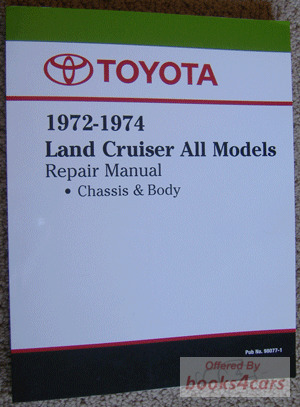 TOYOTA
1972-1974
Land Cruiser All Models
Repair Manual
• Chassis & Body
Pub No. 98077-1
Offered By
books4cars